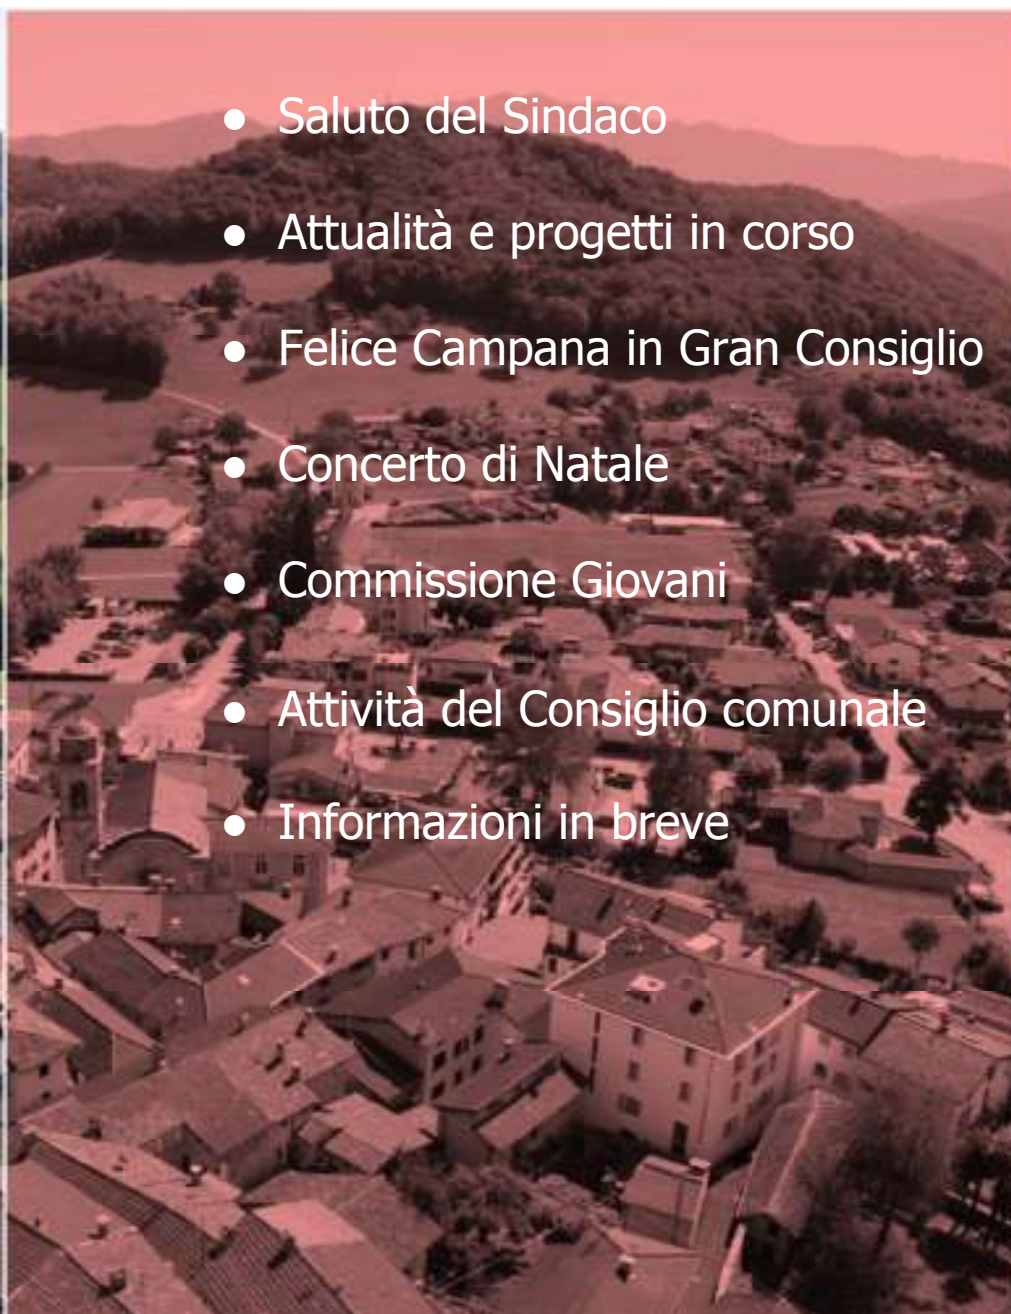 ● Saluto del Sindaco
● Attualità e progetti in corso
● Felice Campana in Gran Consiglio
● Concerto di Natale
● Commissione Giovani
● Attività del Consiglio comunale
● Informazioni in breve